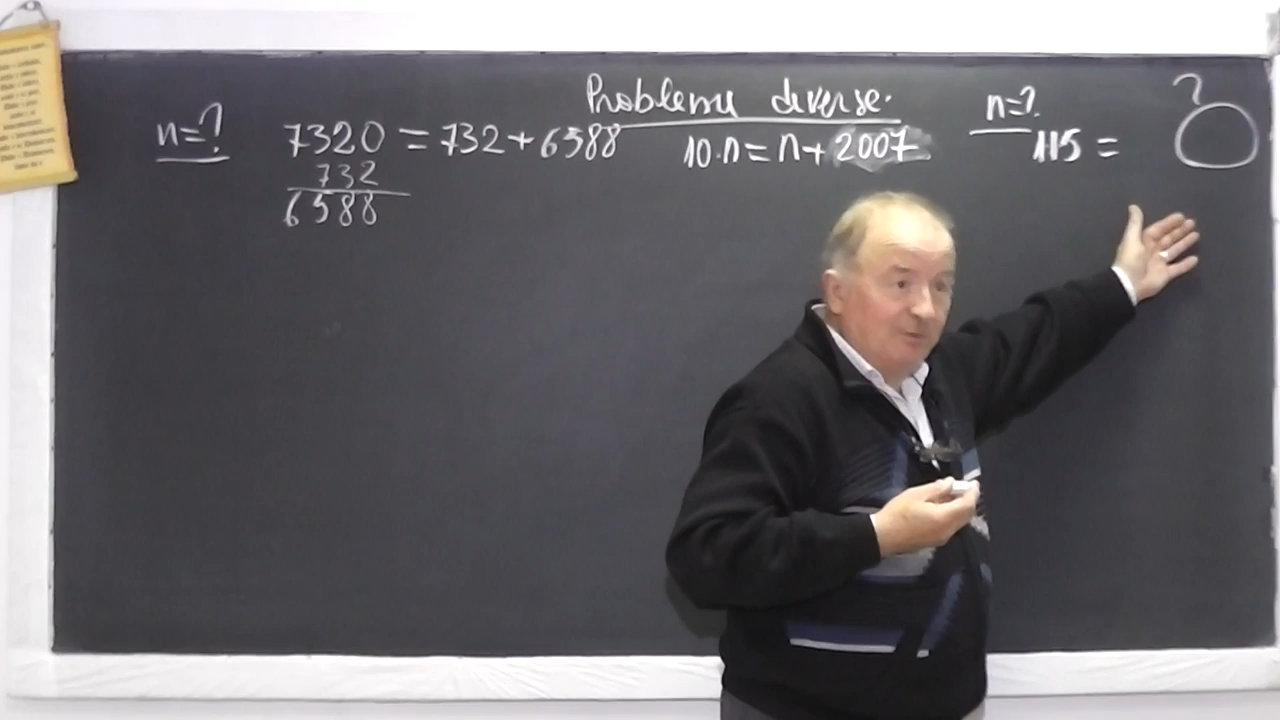 Probleme diverse.
n=?
7320 = 732 + 6588
732
6588
10·n = n + 2007
n=?
115 =
?